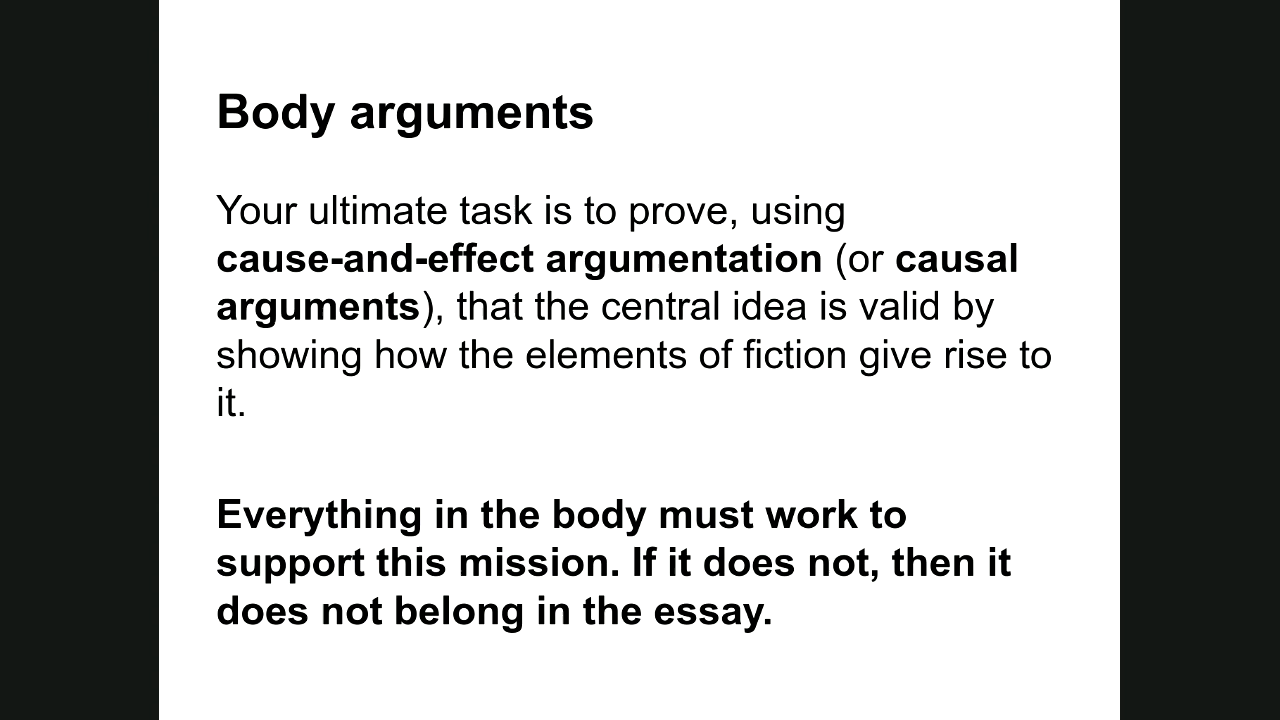 Body arguments
Your ultimate task is to prove, using
cause-and-effect argumentation (or causal
arguments), that the central idea is valid by
showing how the elements of fiction give rise to
it.
Everything in the body must work to
support this mission. If it does not, then it
does not belong in the essay.